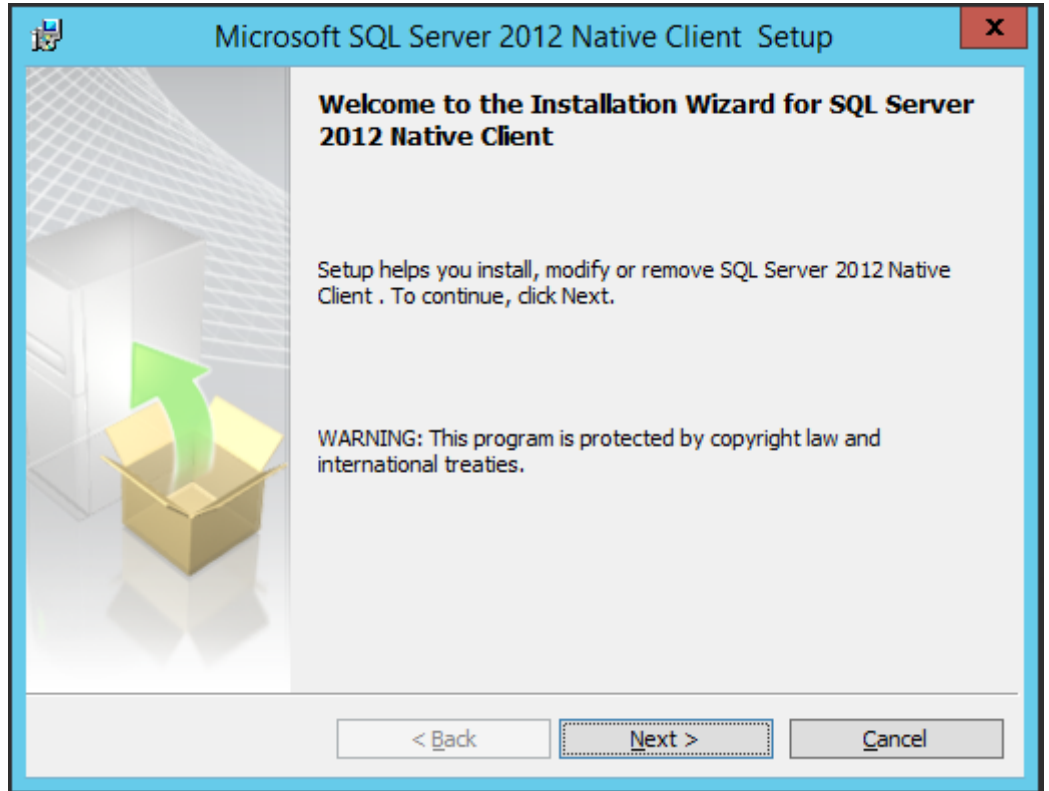 Microsoft SQL Server 2012 Native Client  Setup
x
Welcome to the Installation Wizard for SQL Server
2012 Native Client
Setup helps you install, modify or remove SQL Server 2012 Native
Client . To continue, click Next.
WARNING: This program is protected by copyright law and
international treaties.
< Back
Next >
Cancel